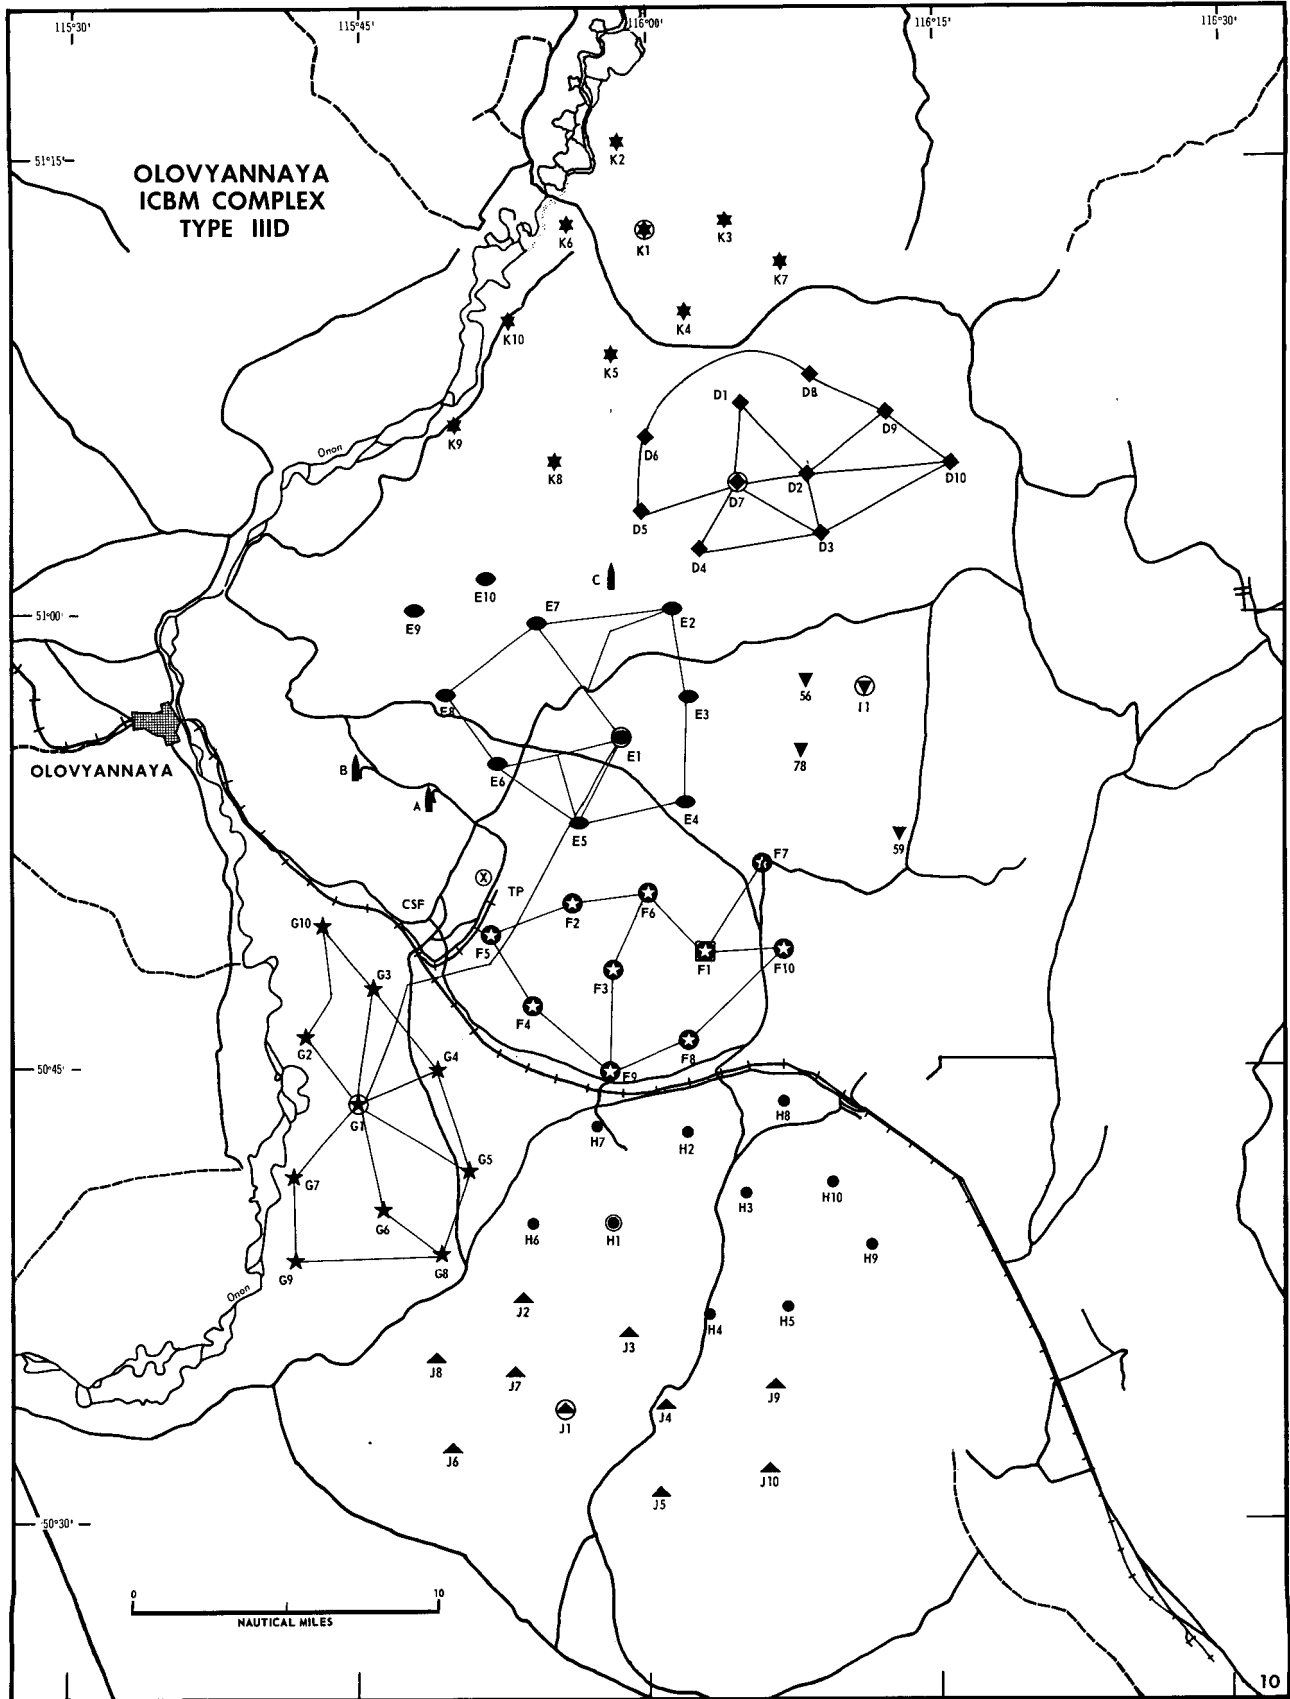 115°30'
115°45'
116°00'
116°15'
116°30'
51°15'
OLOVYANNAYA
ICBM COMPLEX
TYPE IIID
K2
K6
K1
K3
K7
K4
K10
K5
D8
D1
D9
K9
Onon
D6
K8
D2
D10
D7
D5
D3
D4
C
E10
E7
51°00'
E9
E2
56
11
E8
E3
E1
78
OLOVYANNAYA
B
E6
A
E4
E5
59
F7
X
TP
CSF
F6
G10
F2
F5
F1
F10
G3
F3
F4
G2
F8
G4
50°45'
F9
G1
H8
H7
H2
G5
G7
H10
H3
G6
H6
H1
H9
G9
G8
Onon
J2
H5
H4
J3
J8
J7
J9
J4
J1
J6
J10
J5
50°30'
0
10
NAUTICAL MILES
10